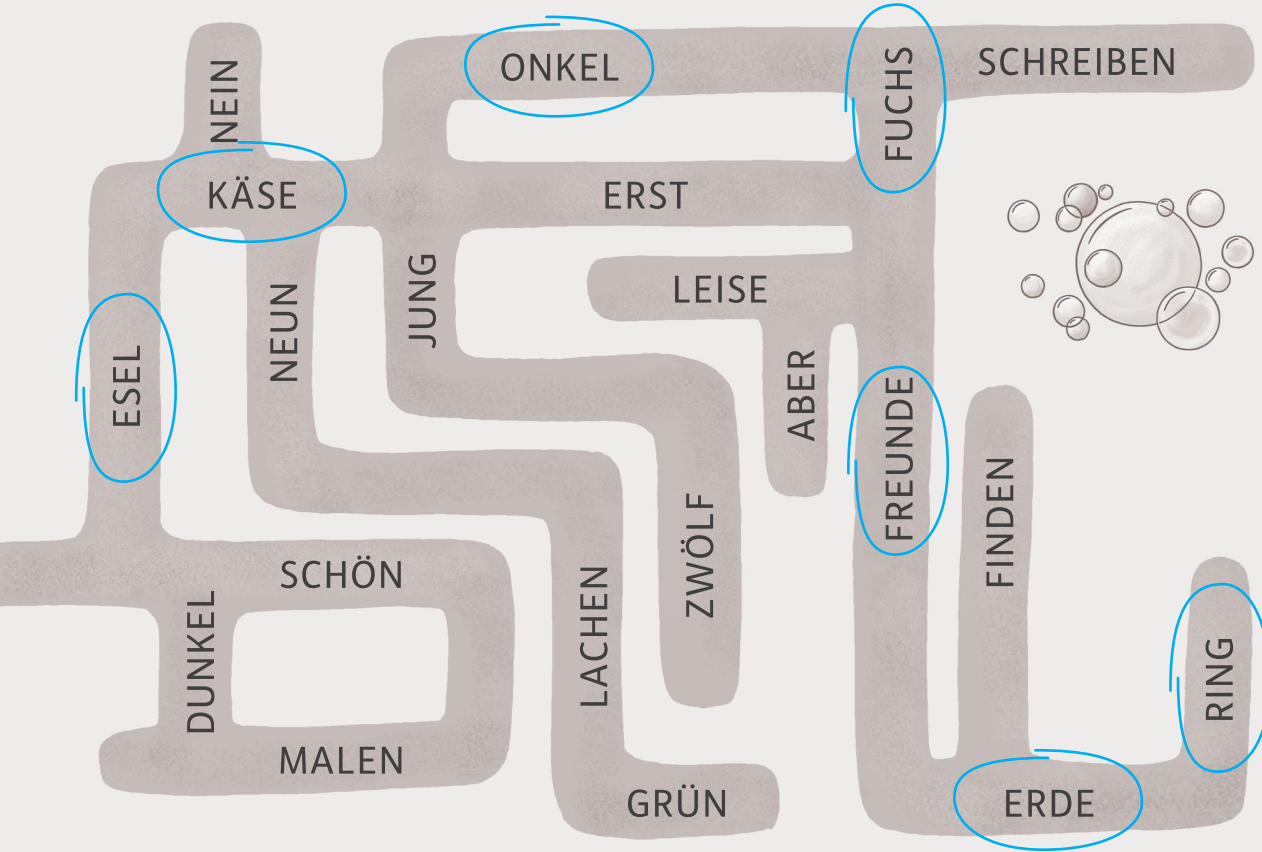 NEIN
ONKEL
FUCHS
SCHREIBEN
KÄSE
ERST
JUNG
LEISE
NEUN
ESEL
ABER
FREUNDE
FINDEN
ZWÖLF
SCHÖN
DUNKEL
LACHEN
RING
MALEN
GRÜN
ERDE